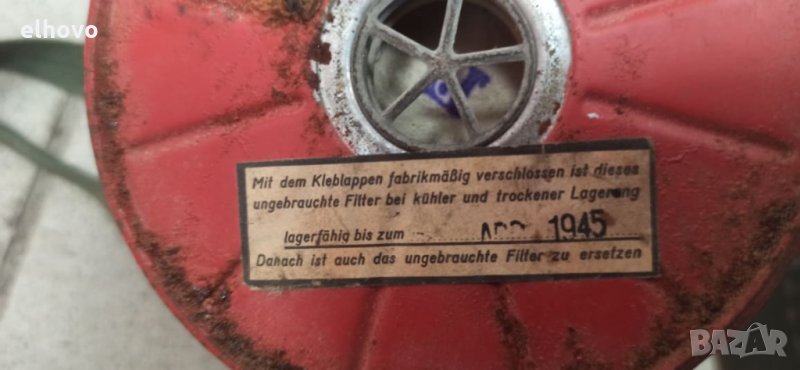 elhovo
Mit dem Kleblappen fabrikmäßig verschlossen ist dieses
ungebrauchte Filter bei kühler und trockener Lagerung
lagerfähig bis zum 1945
Danach ist auch das ungebrauchte Filter zu ersetzen
BAZAR